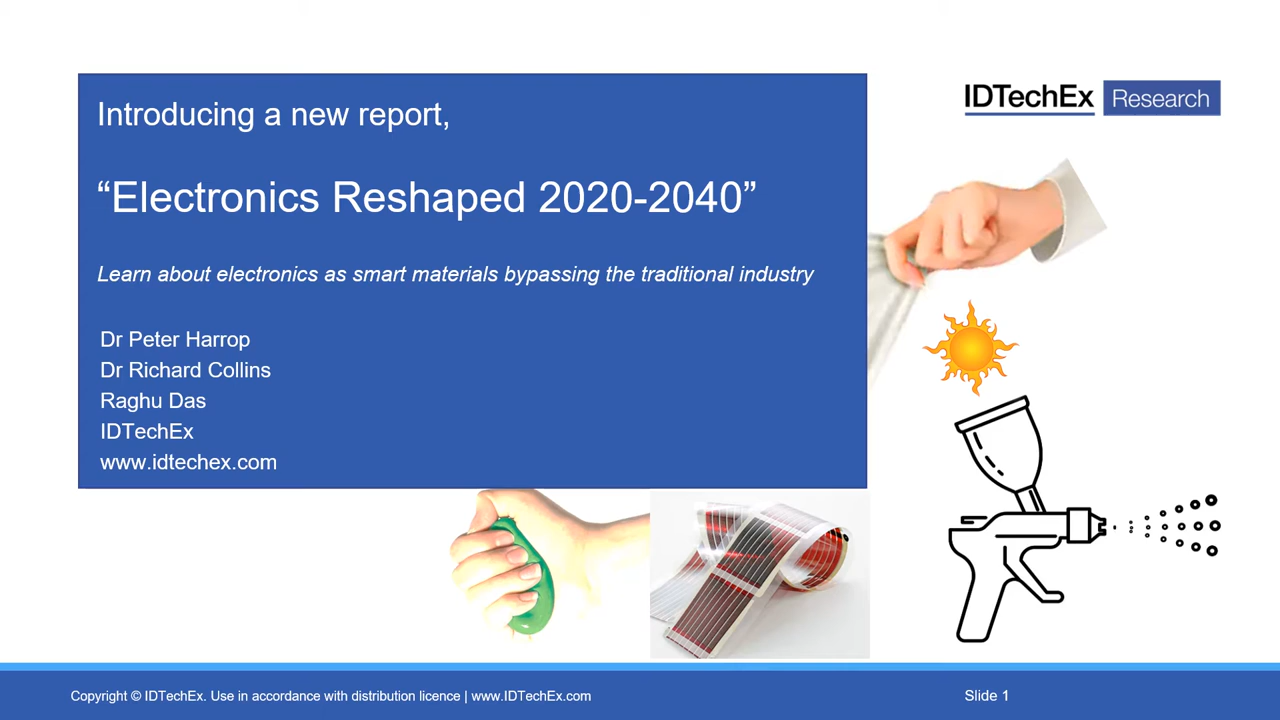 Introducing a new report,
“Electronics Reshaped 2020-2040”
Learn about electronics as smart materials bypassing the traditional industry
Dr Peter Harrop
Dr Richard Collins
Raghu Das
IDTechEx
www.idtechex.com
IDTechEx Research
Copyright © IDTechEx. Use in accordance with distribution licence | www.IDTechEx.com
Slide 1